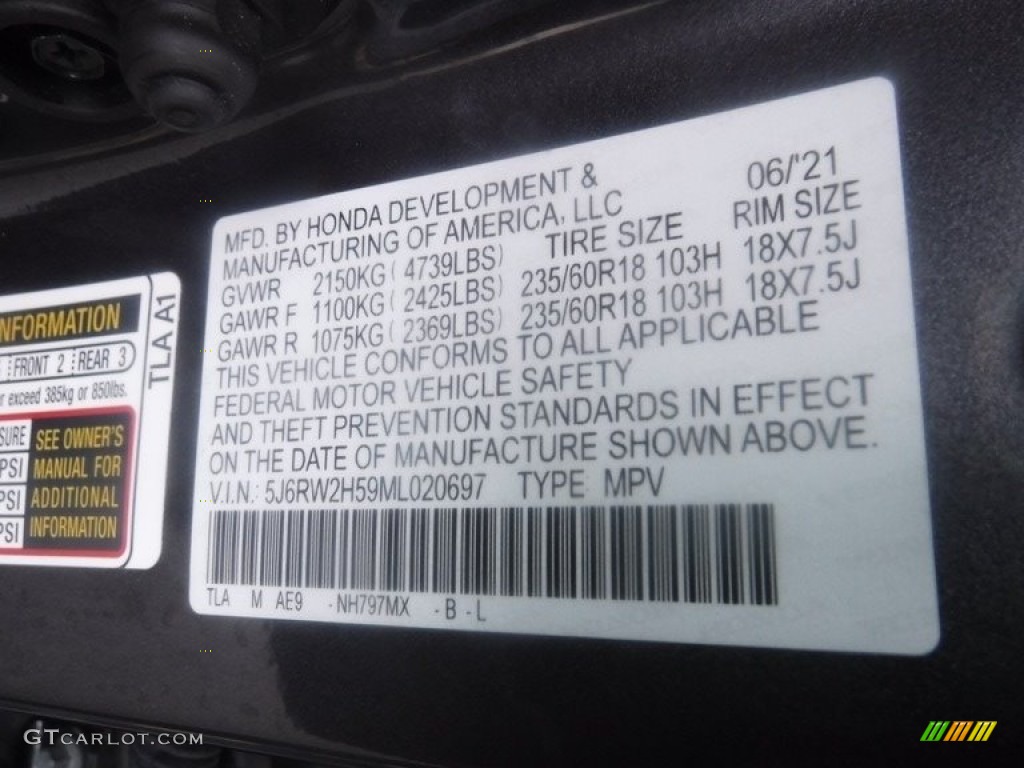 MFD. BY HONDA DEVELOPMENT & 06/'21
MANUFACTURING OF AMERICA, LLC
TIRE SIZE RIM SIZE
GVWR 2150KG ( 4739LBS)
GAWR F 1100KG ( 2425LBS) 235/60R18 103H 18X7.5J
GAWR R 1075KG ( 2369LBS) 235/60R18 103H 18X7.5J
THIS VEHICLE CONFORMS TO ALL APPLICABLE
FEDERAL MOTOR VEHICLE SAFETY
AND THEFT PREVENTION STANDARDS IN EFFECT
ON THE DATE OF MANUFACTURE SHOWN ABOVE.
V.I.N.: 5J6RW2H59ML020697 TYPE: MPV
TLA M AE9 - NH797MX - B - L
NFORMATION
FRONT 2 REAR 3
exceed 385kg or 850lbs.
SURE
PSI
PSI
PSI
SEE OWNER'S
MANUAL FOR
ADDITIONAL
INFORMATION
TLA A1
GTCARLOT.COM